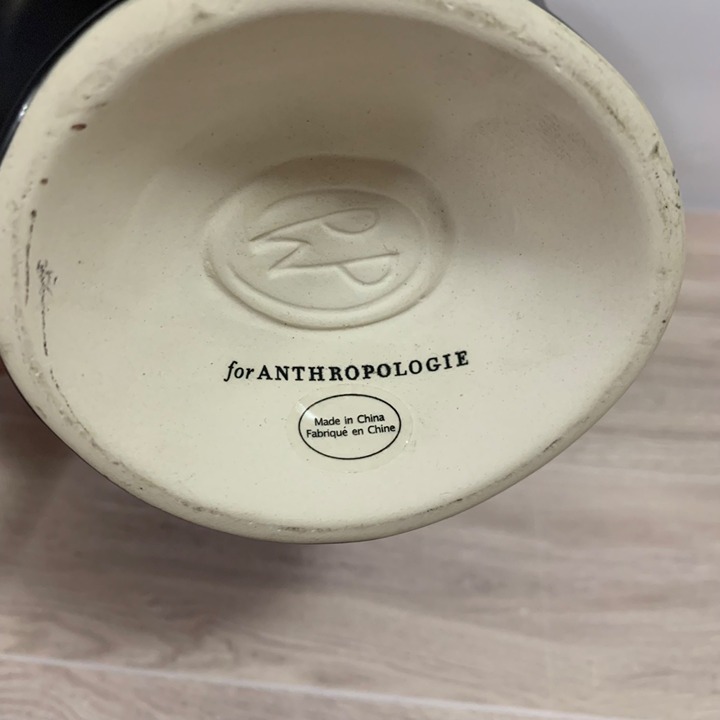 for ANTHROPOLOGIE
Made in China
Fabriqué en Chine